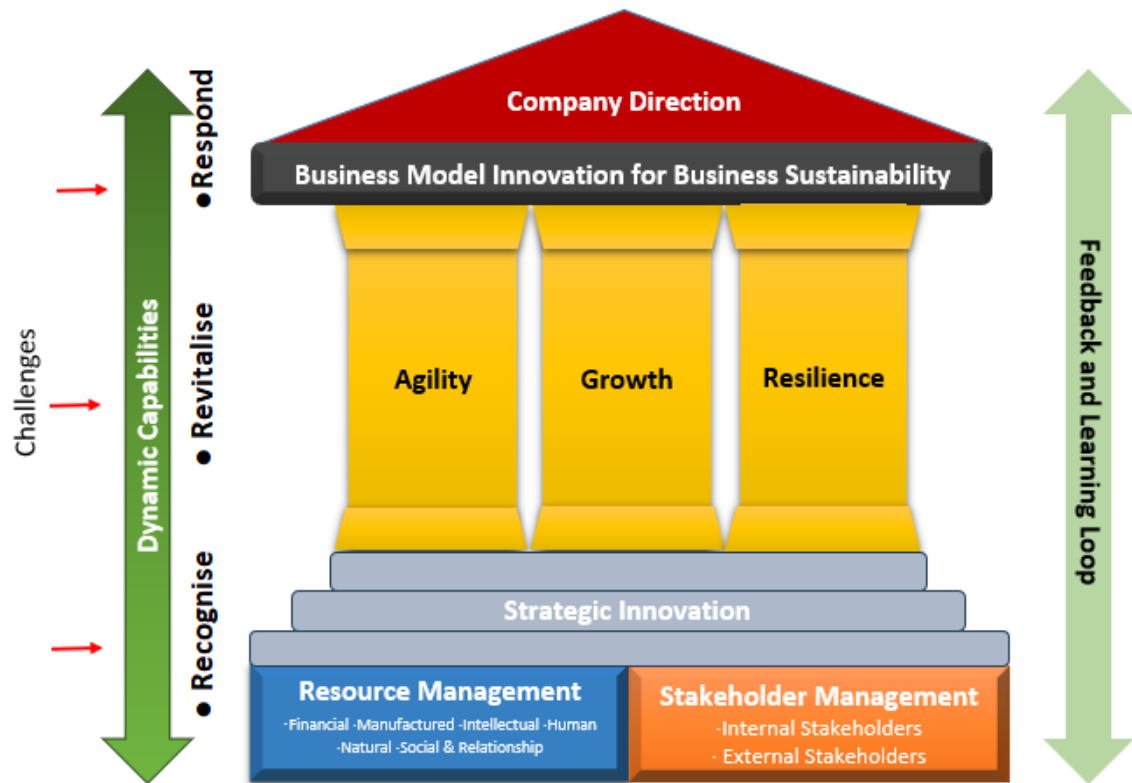 Company Direction
Business Model Innovation for Business Sustainability
Challenges
Dynamic Capabilities
●Respond
● Revitalise
● Recognise
Agility
Growth
Resilience
Feedback and Learning Loop
Strategic Innovation
Resource Management
·Financial ·Manufactured ·Intellectual ·Human
·Natural ·Social & Relationship
Stakeholder Management
·Internal Stakeholders
· External Stakeholders